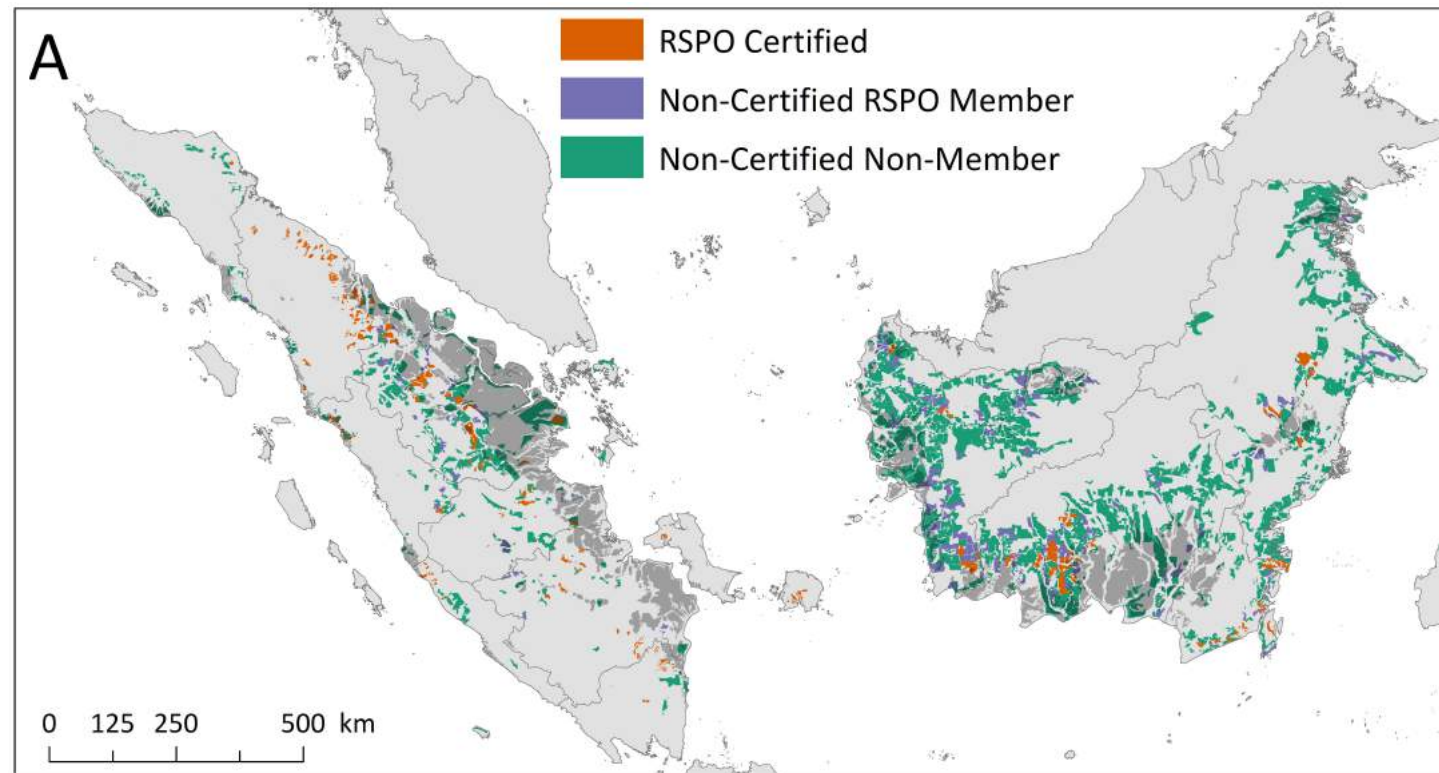 A
RSPO Certified
Non-Certified RSPO Member
Non-Certified Non-Member
0 125 250 500 km